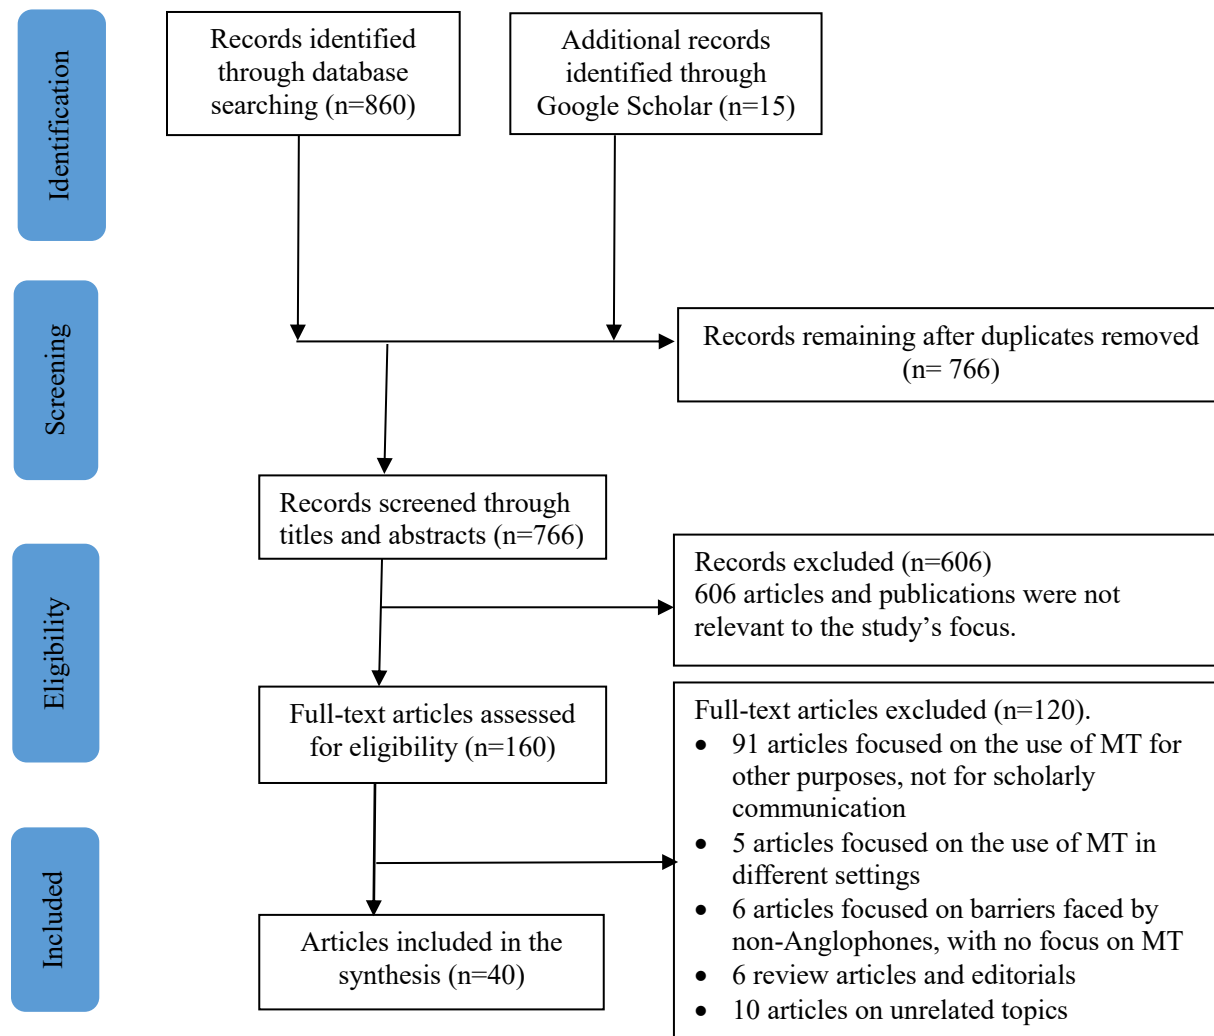 Identification
Records identified
through database
searching (n=860)
Additional records
identified through
Google Scholar (n=15)
Screening
Records remaining after duplicates removed
(n= 766)
Records screened through
titles and abstracts (n=766)
Eligibility
Records excluded (n=606)
606 articles and publications were not
relevant to the study’s focus.
Full-text articles assessed
for eligibility (n=160)
Full-text articles excluded (n=120).
• 91 articles focused on the use of MT for
other purposes, not for scholarly
communication
• 5 articles focused on the use of MT in
different settings
• 6 articles focused on barriers faced by
non-Anglophones, with no focus on MT
• 6 review articles and editorials
• 10 articles on unrelated topics
Included
Articles included in the
synthesis (n=40)